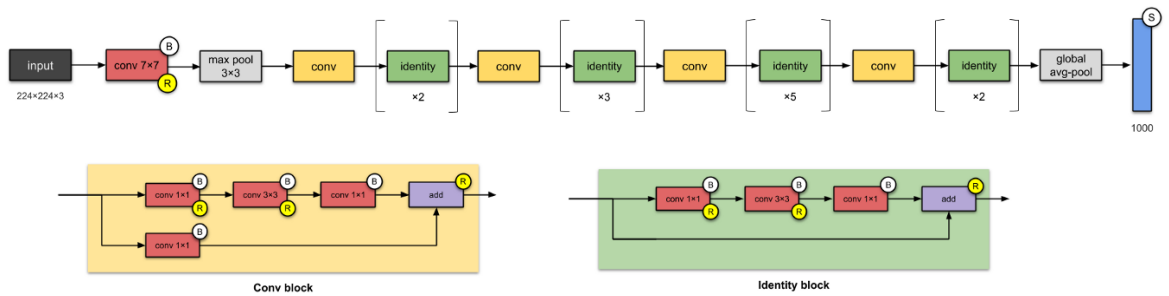 input
224×224×3
conv 7×7
B
R
max pool
3×3
conv
identity
×2
conv
identity
×3
conv
identity
×5
conv
identity
×2
global
avg-pool
S
1000
conv 1×1
B
R
conv 3×3
B
R
conv 1×1
B
add
R
conv 1×1
B
Conv block
conv 1×1
B
R
conv 3×3
B
R
conv 1×1
B
add
R
Identity block